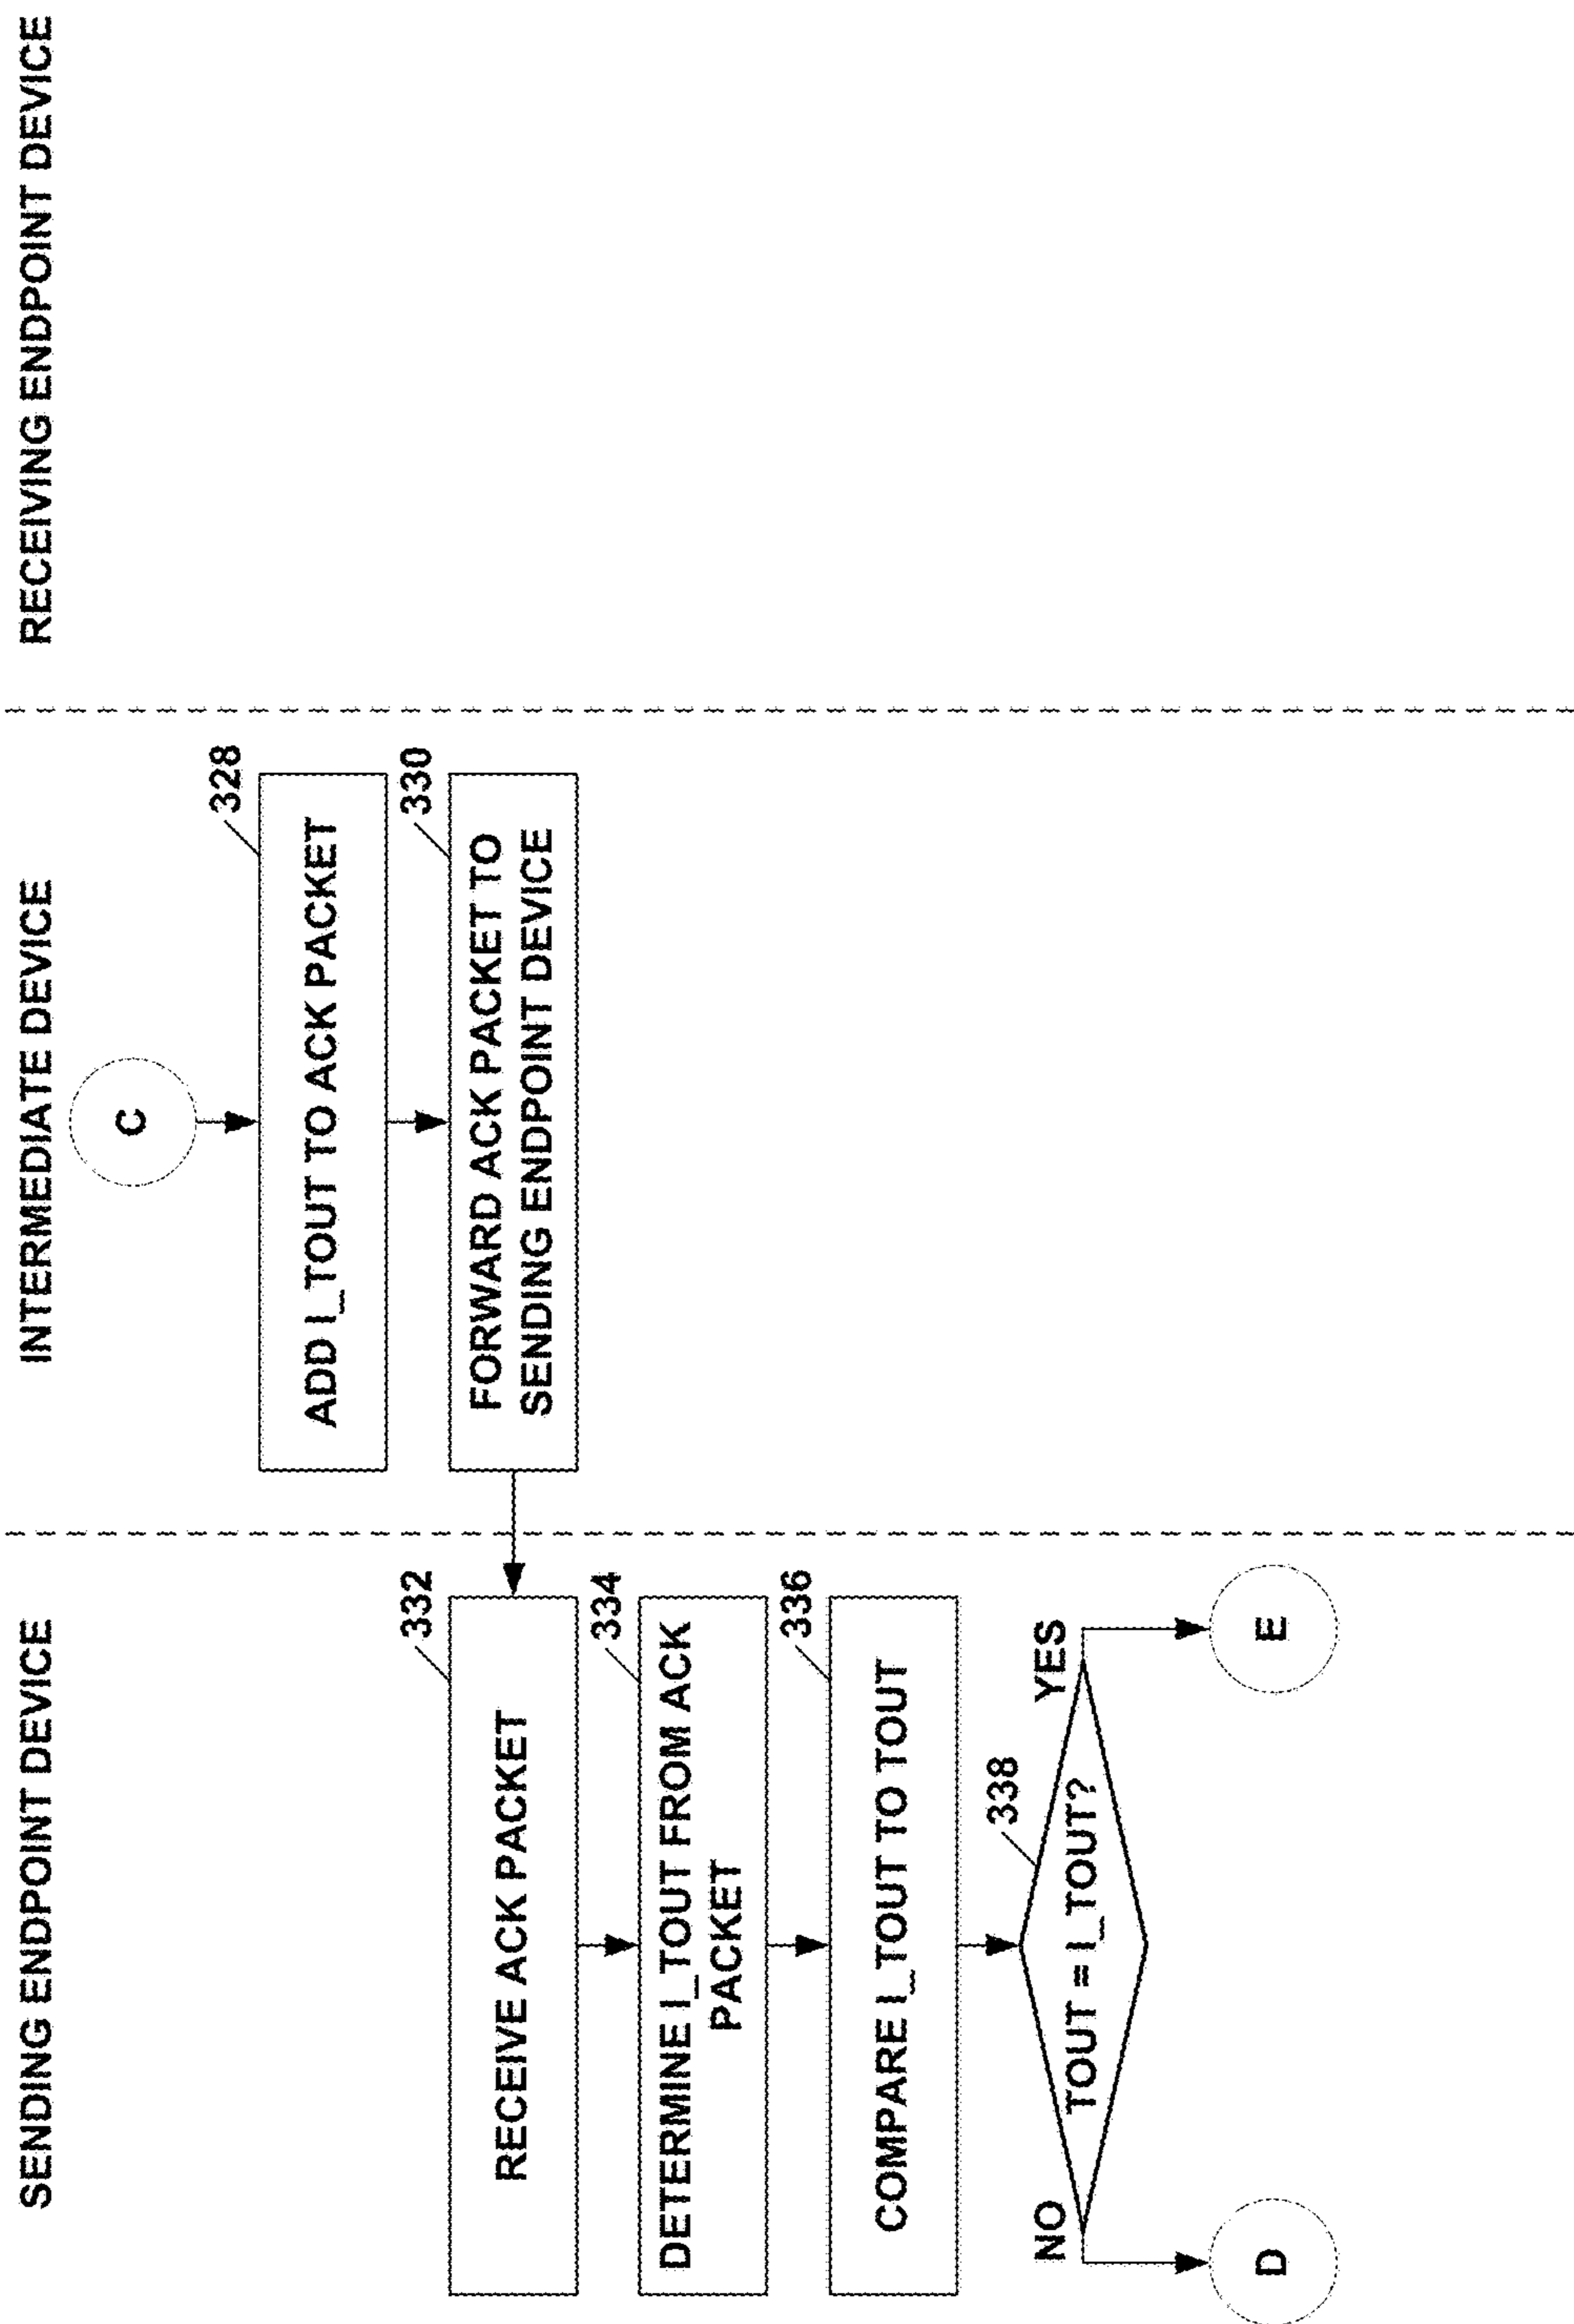 SENDING ENDPOINT DEVICE
INTERMEDIATE DEVICE
RECEIVING ENDPOINT DEVICE
C
328
ADD I_TOUT TO ACK PACKET
330
FORWARD ACK PACKET TO
SENDING ENDPOINT DEVICE
332
RECEIVE ACK PACKET
334
DETERMINE I_TOUT FROM ACK
PACKET
336
COMPARE I_TOUT TO TOUT
338
TOUT = I_TOUT?
NO
YES
D
E